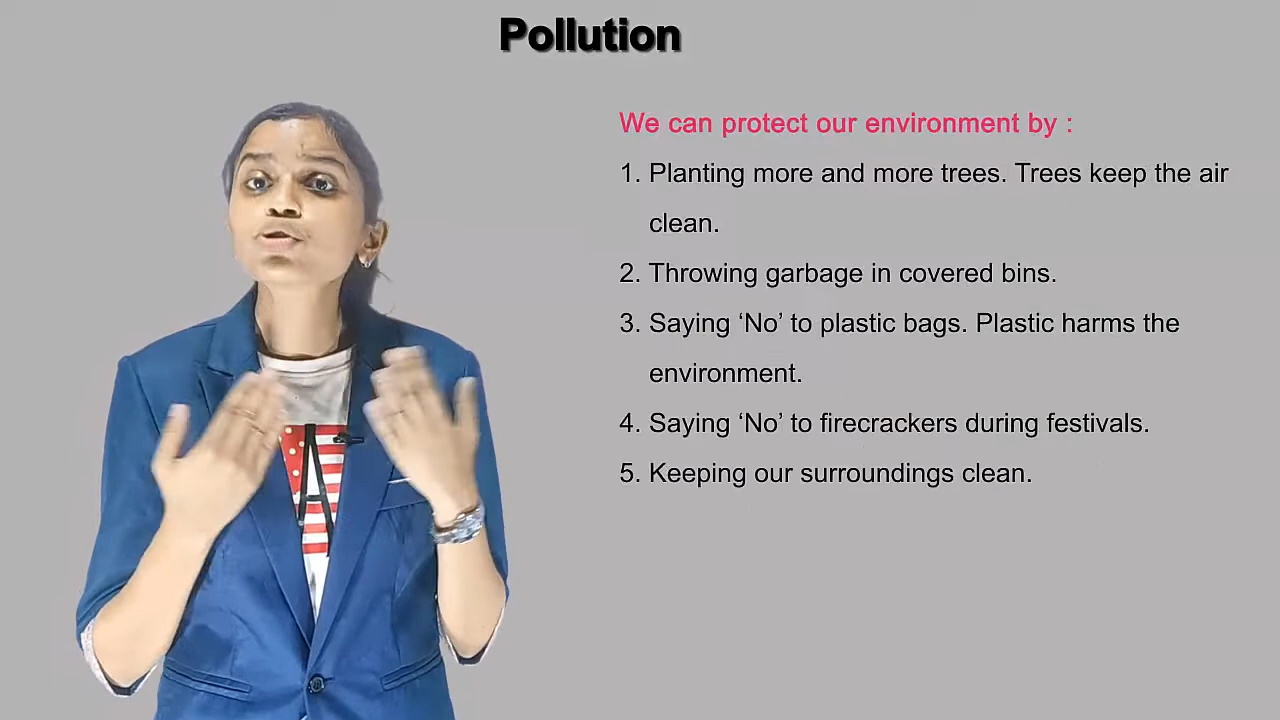 Pollution
We can protect our environment by :
1. Planting more and more trees. Trees keep the air
clean.
2. Throwing garbage in covered bins.
3. Saying ‘No’ to plastic bags. Plastic harms the
environment.
4. Saying ‘No’ to firecrackers during festivals.
5. Keeping our surroundings clean.